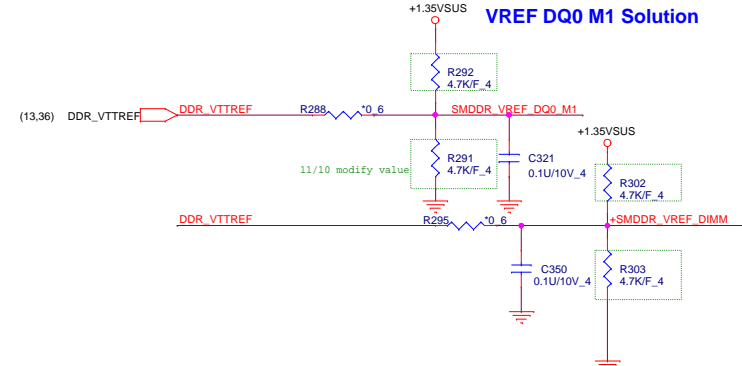 +1.35VSUS
VREF DQ0 M1 Solution
R292
4.7K/F_4
(13,36) DDR_VTTREF
DDR_VTTREF
R288
*0_6
SMDDR_VREF_DQ0_M1
+1.35VSUS
11/10 modify value
R291
4.7K/F_4
C321
0.1U/10V_4
R302
4.7K/F_4
DDR_VTTREF
R295
*0_6
+SMDDR_VREF_DIMM
C350
0.1U/10V_4
R303
4.7K/F_4